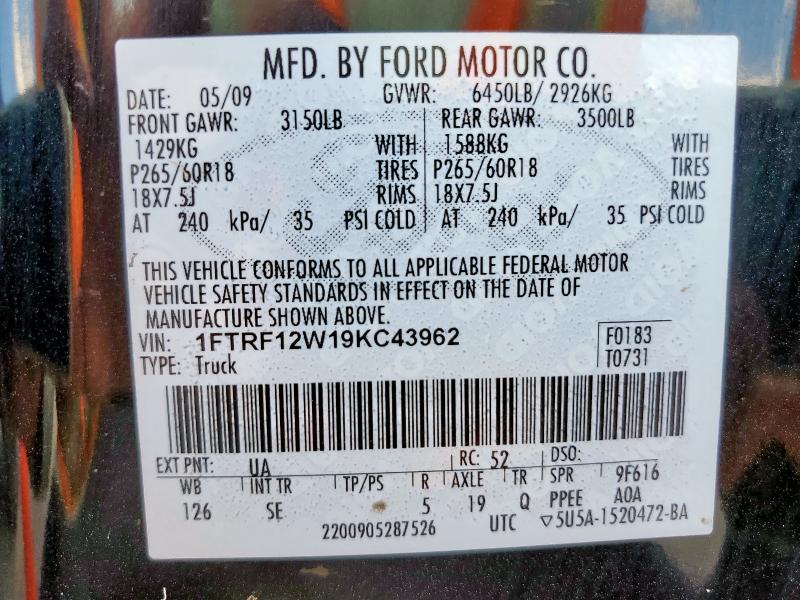 MFD. BY FORD MOTOR CO.
DATE: 05/09 GVWR: 6450LB/ 2926KG
FRONT GAWR: 3150LB REAR GAWR: 3500LB
1429KG WITH 1588KG WITH
P265/60R18 TIRES P265/60R18 TIRES
18X7.5J RIMS 18X7.5J RIMS
AT 240 kPa/ 35 PSI COLD AT 240 kPa/ 35 PSI COLD
THIS VEHICLE CONFORMS TO ALL APPLICABLE FEDERAL MOTOR
VEHICLE SAFETY STANDARDS IN EFFECT ON THE DATE OF
MANUFACTURE SHOWN ABOVE.
VIN: 1FTRF12W19KC43962 F0183
TYPE: Truck T0731
EXT PNT: UA RC: 52 DSO:
WB INT TR TP/PS R AXLE TR SPR 9F616
126 SE 5 19 Q PPEE AOA
2200905287526 UTC ▽5U5A-1520472-BA